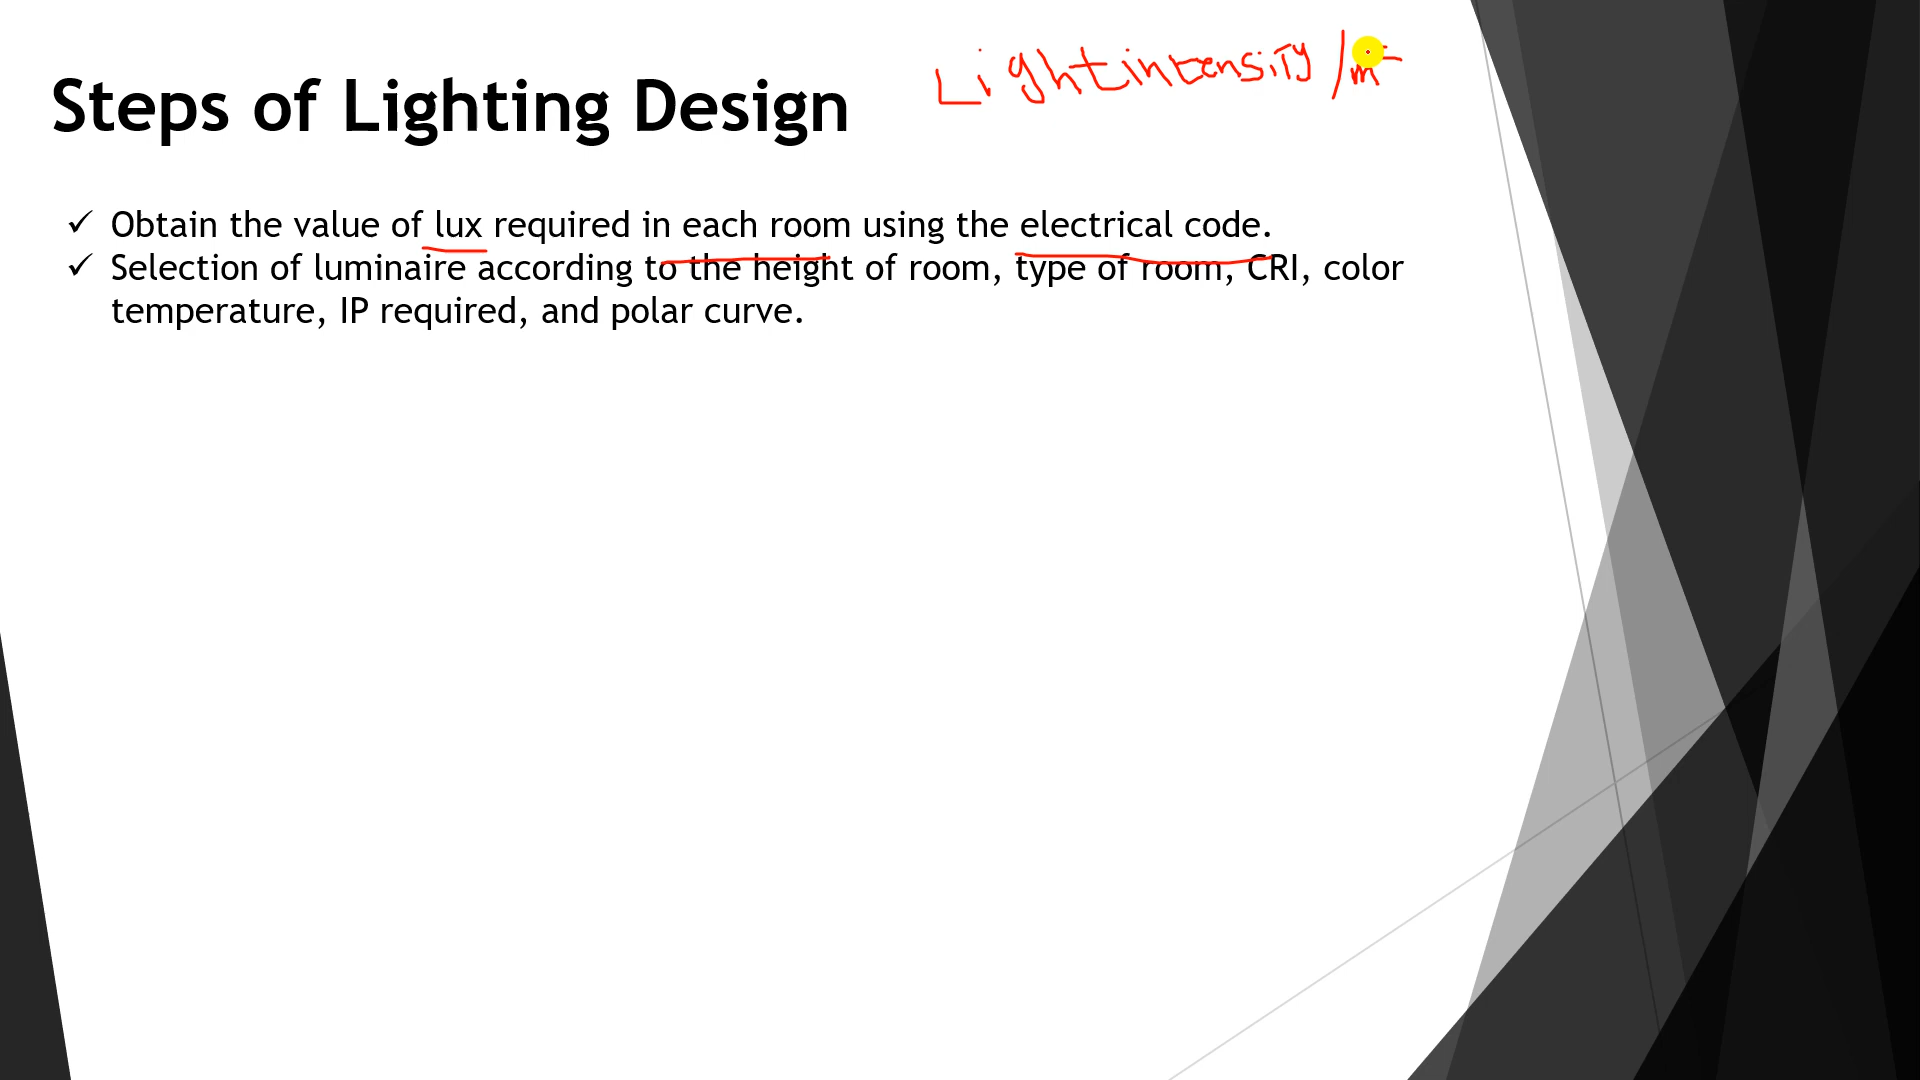 Light intensity / m²
Steps of Lighting Design
✓ Obtain the value of lux required in each room using the electrical code.
✓ Selection of luminaire according to the height of room, type of room, CRI, color
temperature, IP required, and polar curve.